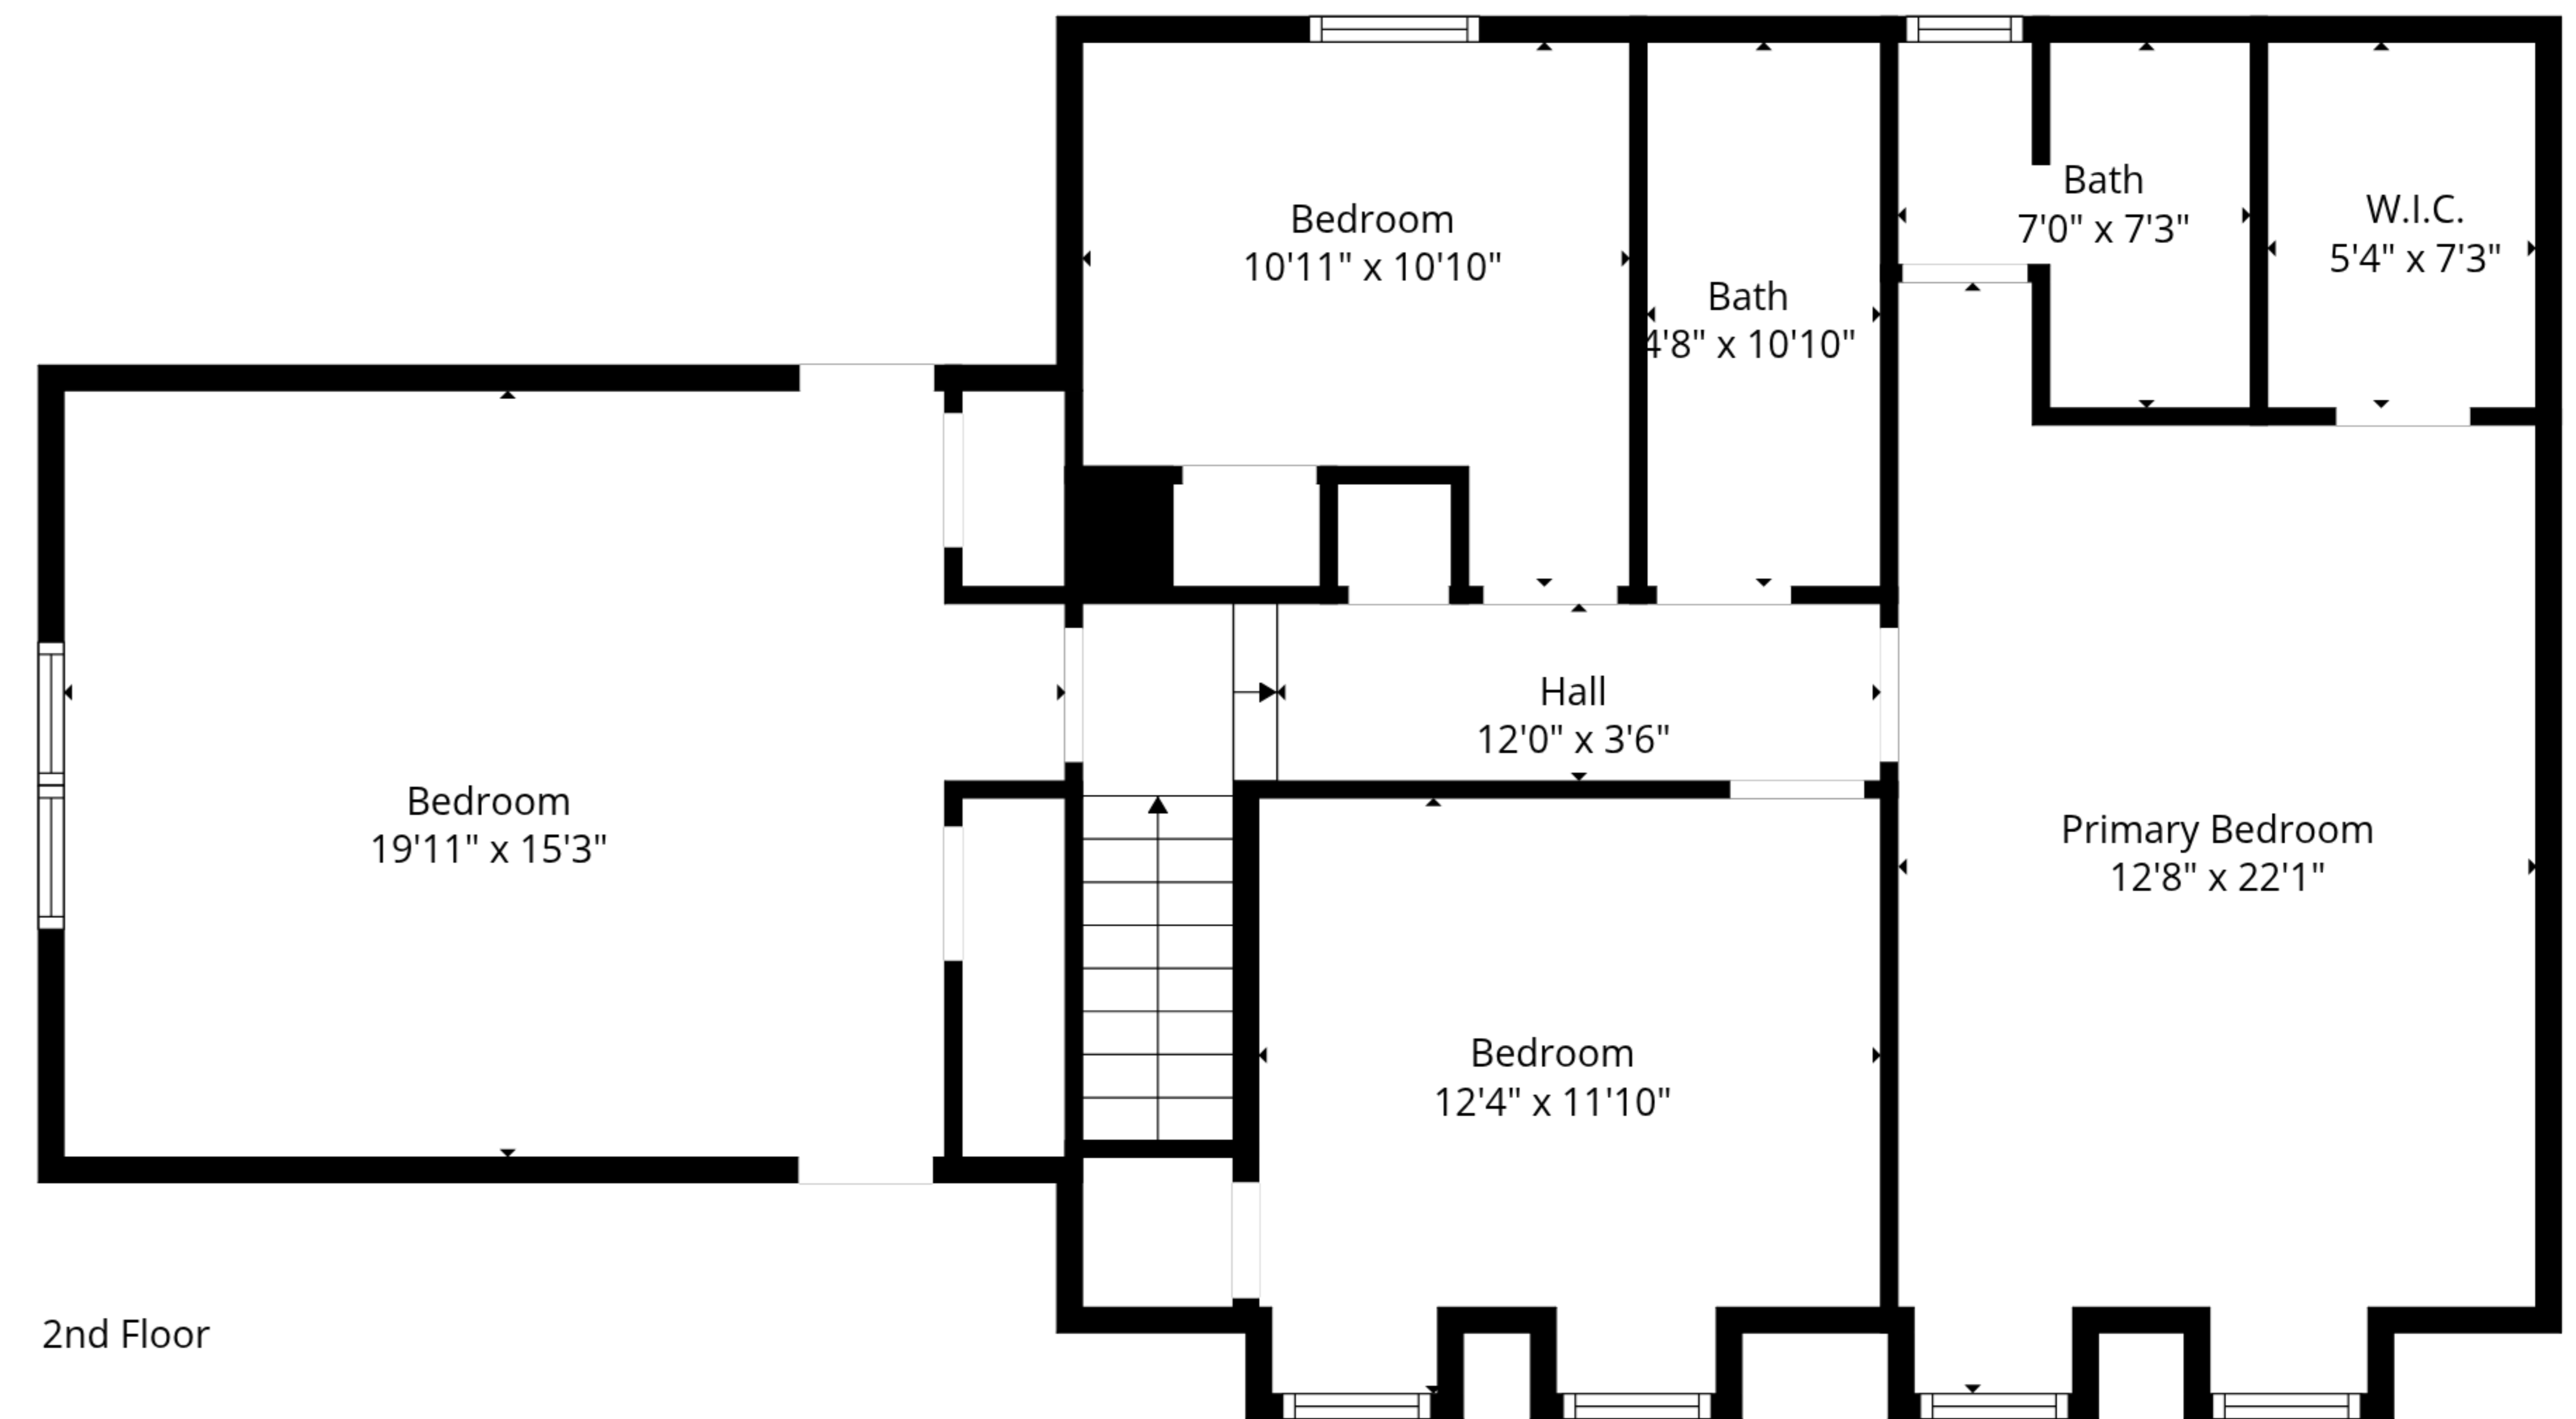 Bedroom
10'11" x 10'10"
Bath
4'8" x 10'10"
Bath
7'0" x 7'3"
W.I.C.
5'4" x 7'3"
Hall
12'0" x 3'6"
Bedroom
19'11" x 15'3"
Primary Bedroom
12'8" x 22'1"
Bedroom
12'4" x 11'10"
2nd Floor